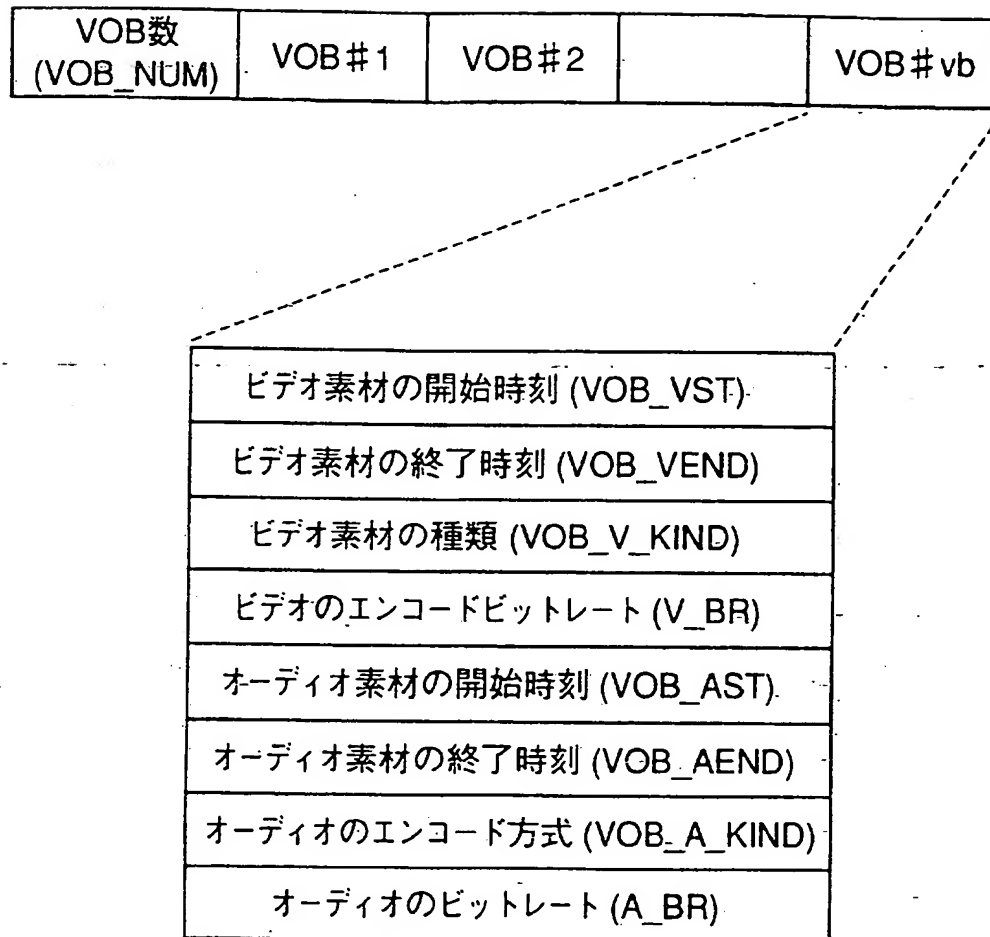 VOB数
(VOB_NUM)
VOB#1
VOB#2
VOB#vb
ビデオ素材の開始時刻 (VOB_VST)
ビデオ素材の終了時刻 (VOB_VEND)
ビデオ素材の種類 (VOB_V_KIND)
ビデオのエンコードビットレート (V_BR)
オーディオ素材の開始時刻 (VOB_AST)
オーディオ素材の終了時刻 (VOB_AEND)
オーディオのエンコード方式 (VOB_A_KIND)
オーディオのビットレート (A_BR)